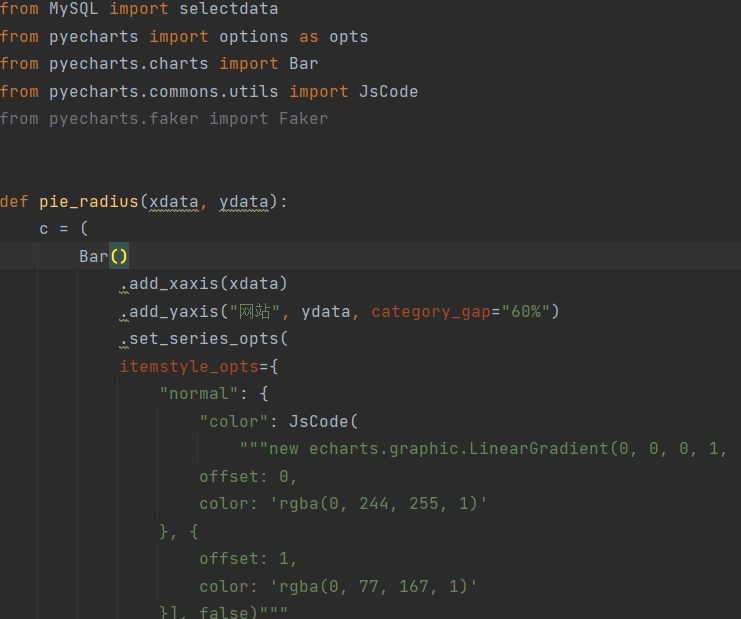 from MySQL import selectdata
from pyecharts import options as opts
from pyecharts.charts import Bar
from pyecharts.commons.utils import JsCode
from pyecharts.faker import Faker
def pie_radius(xdata, ydata):
c = (
Bar()
.add_xaxis(xdata)
.add_yaxis("网站", ydata, category_gap="60%")
.set_series_opts(
itemstyle_opts={
"normal": {
"color": JsCode(
"""new echarts.graphic.LinearGradient(0, 0, 0, 1,
offset: 0,
color: 'rgba(0, 244, 255, 1)'
}, {
offset: 1,
color: 'rgba(0, 77, 167, 1)'
}], false)"""